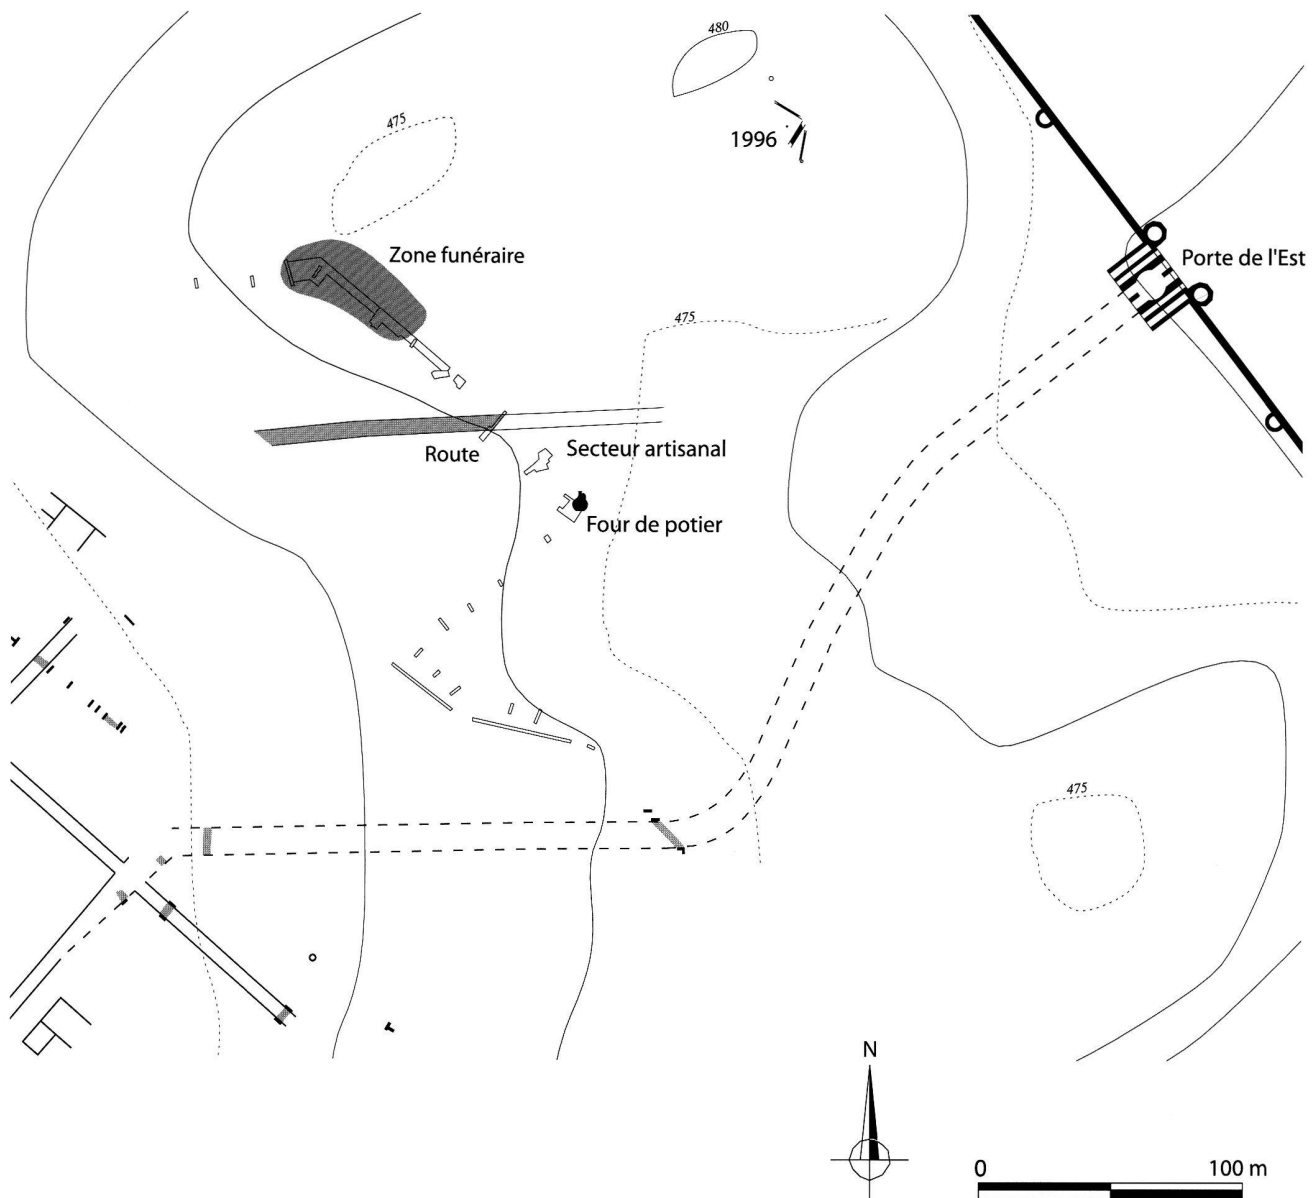 480
475
1996
Zone funéraire
Porte de l'Est
475
Route
Secteur artisanal
Four de potier
475
N
0 100 m